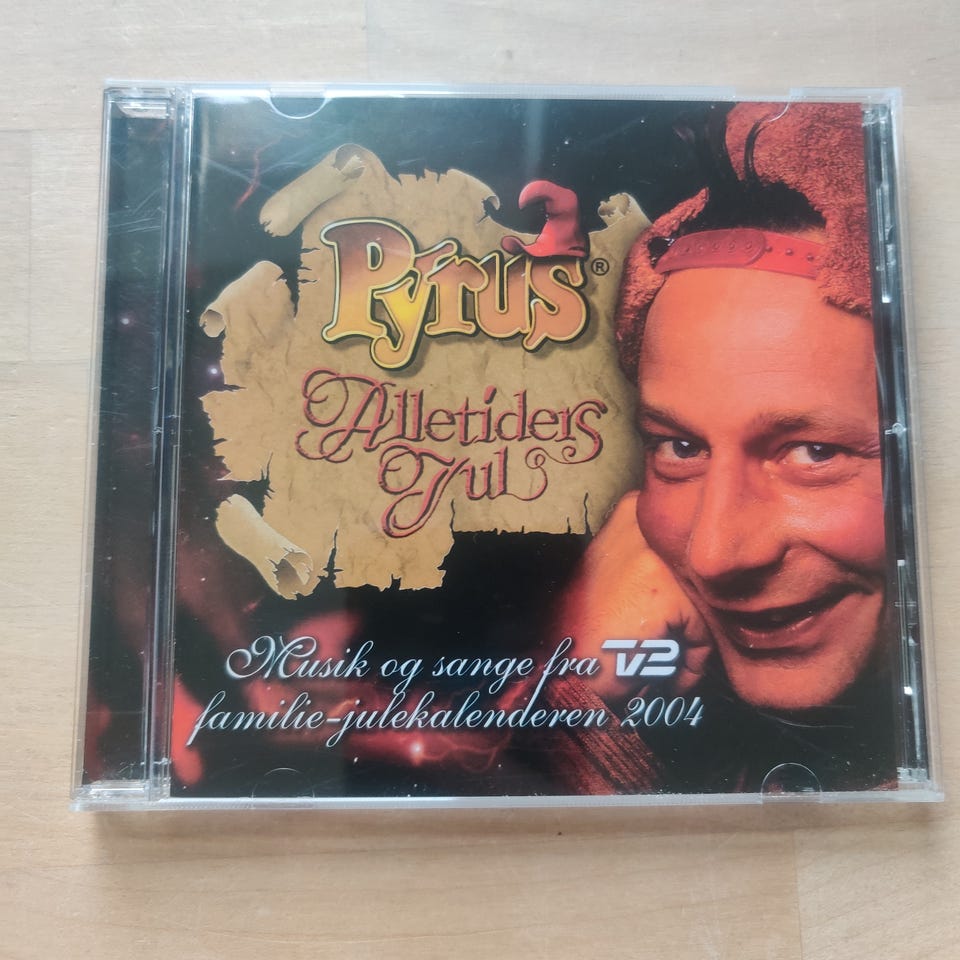 Pyrus®
Alletiders
Jul
Musik og sange fra TV2
familie-julekalenderen 2004